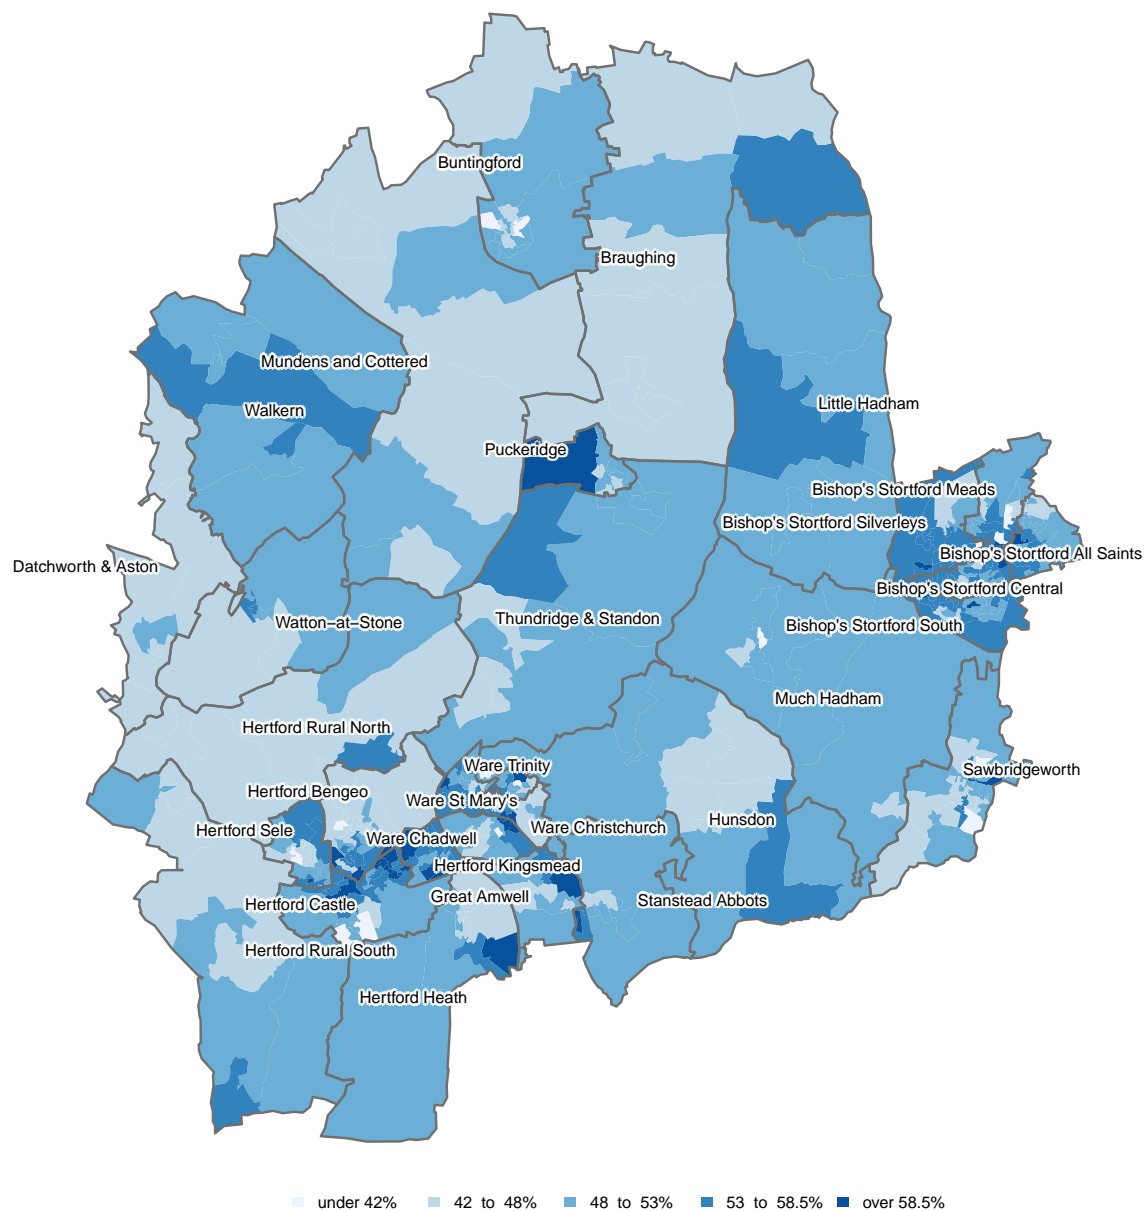 Buntingford
Braughing
Mundens and Cottered
Walkern
Little Hadham
Puckeridge
Bishop's Stortford Meads
Bishop's Stortford Silverleys
Bishop's Stortford All Saints
Datchworth & Aston
Bishop's Stortford Central
Watton−at−Stone
Thundridge & Standon
Bishop's Stortford South
Much Hadham
Hertford Rural North
Ware Trinity
Sawbridgeworth
Hertford Bengeo
Ware St Mary's
Hertford Sele
Ware Chadwell
Ware Christchurch
Hunsdon
Hertford Kingsmead
Great Amwell
Stanstead Abbots
Hertford Castle
Hertford Rural South
Hertford Heath
under 42% 42 to 48% 48 to 53% 53 to 58.5% over 58.5%